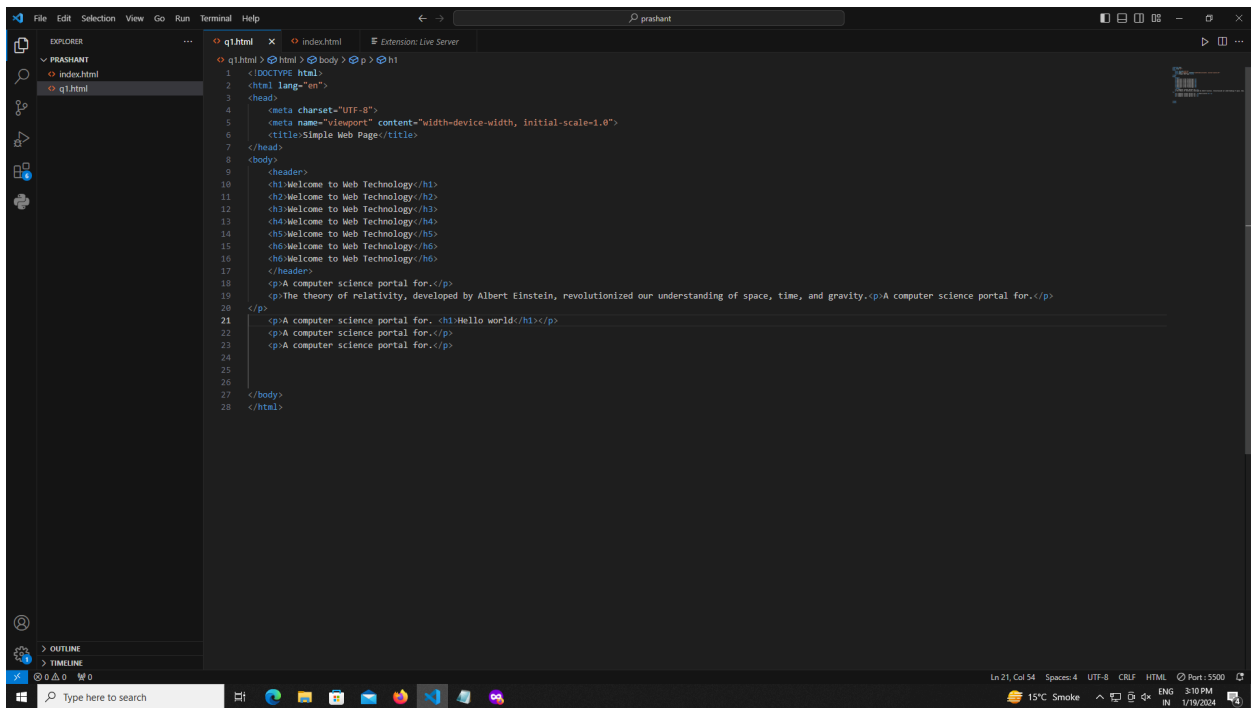 File Edit Selection View Go Run Terminal Help
prashant
EXPLORER
PRASHANT
index.html
q1.html
q1.html index.html Extension: Live Server
q1.html > html > body > p > h1
1 <!DOCTYPE html>
2 <html lang="en">
3 <head>
4 <meta charset="UTF-8">
5 <meta name="viewport" content="width=device-width, initial-scale=1.0">
6 <title>Simple Web Page</title>
7 </head>
8 <body>
9 <header>
10 <h1>Welcome to Web Technology</h1>
11 <h2>Welcome to Web Technology</h2>
12 <h3>Welcome to Web Technology</h3>
13 <h4>Welcome to Web Technology</h4>
14 <h5>Welcome to Web Technology</h5>
15 <h6>Welcome to Web Technology</h6>
16 <h6>Welcome to Web Technology</h6>
17 </header>
18 <p>A computer science portal for.</p>
19 <p>The theory of relativity, developed by Albert Einstein, revolutionized our understanding of space, time, and gravity.<p>A computer science portal for.</p>
20 </p>
21 <p>A computer science portal for. <h1>Hello world</h1></p>
22 <p>A computer science portal for.</p>
23 <p>A computer science portal for.</p>
24
25
26
27 </body>
28 </html>
OUTLINE
TIMELINE
0 0 0
Ln 21, Col 54 Spaces: 4 UTF-8 CRLF HTML Port : 5500
Type here to search
15°C Smoke
ENG
IN
3:10 PM
1/19/2024